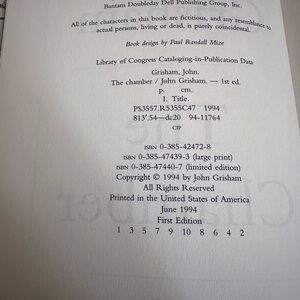 Bantam Doubleday Dell Publishing Group, Inc.
All of the characters in this book are fictitious, and any resemblance to
actual persons, living or dead, is purely coincidental.
Book design by Paul Randall Mize
Library of Congress Cataloging-in-Publication Data
Grisham, John.
The chamber / John Grisham. — 1st ed.
p. cm.
I. Title.
PS3557.R5355C47 1994
813'.54—dc20 94-11764
CIP
ISBN 0-385-42472-8
ISBN 0-385-47439-3 (large print)
ISBN 0-385-47440-7 (limited edition)
Copyright © 1994 by John Grisham
All Rights Reserved
Printed in the United States of America
June 1994
First Edition
1 3 5 7 9 10 8 6 4 2
The
Chamber